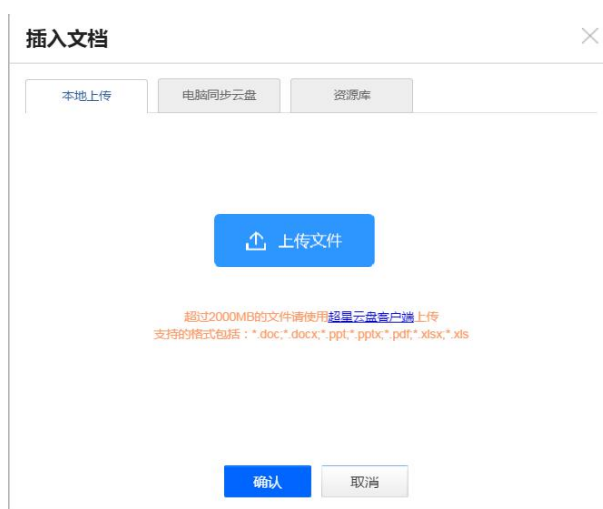 插入文档
本地上传 电脑同步云盘 资源库
上传文件
超过2000MB的文件请使用超星云盘客户端上传
支持的格式包括：*.doc;*.docx;*.ppt;*.pptx;*.pdf;*.xlsx;*.xls
确认 取消